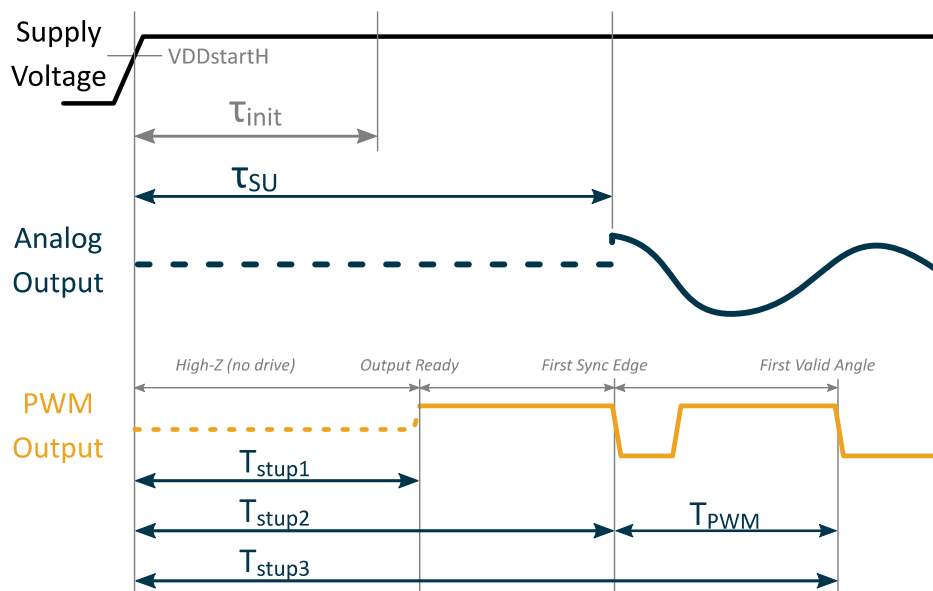 Supply
Voltage
VDDstartH
τinit
τSU
Analog
Output
High-Z (no drive)
Output Ready
First Sync Edge
First Valid Angle
PWM
Output
Tstup1
Tstup2
TPWM
Tstup3